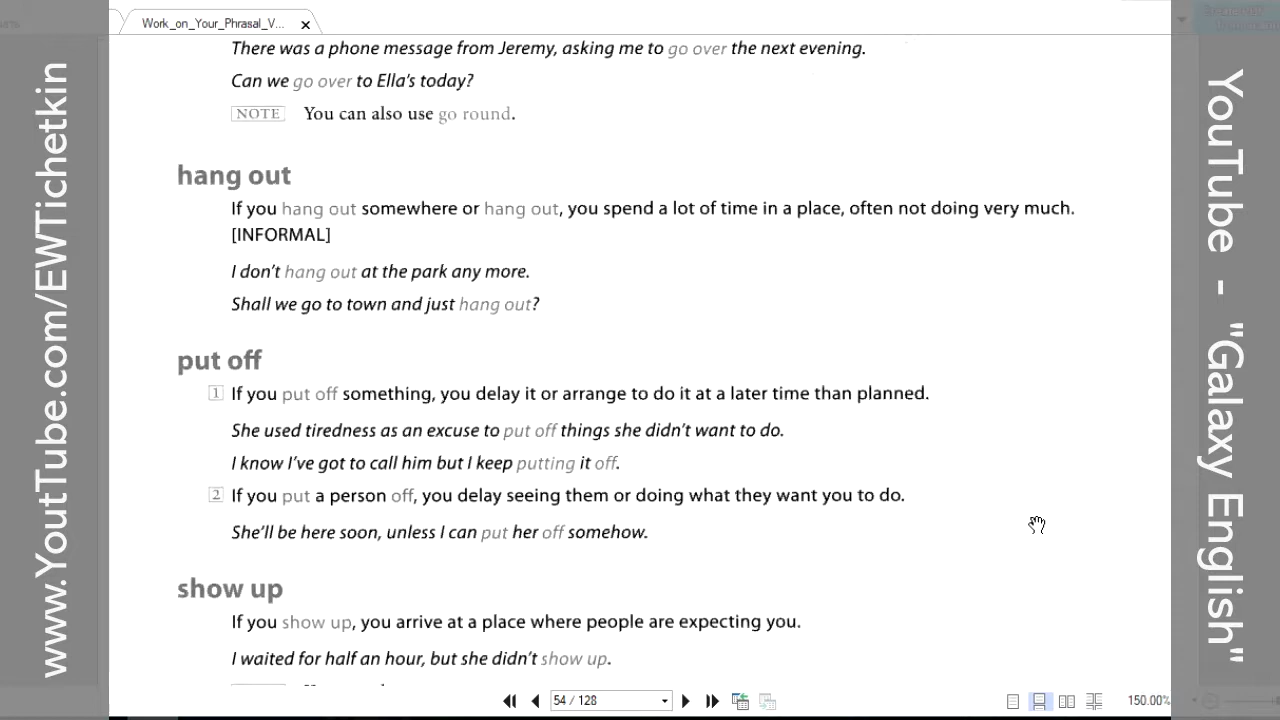 Work_on_Your_Phrasal_V...
There was a phone message from Jeremy, asking me to go over the next evening.
Can we go over to Ella's today?
NOTE You can also use go round.
hang out
If you hang out somewhere or hang out, you spend a lot of time in a place, often not doing very much.
[INFORMAL]
I don't hang out at the park any more.
Shall we go to town and just hang out?
put off
1 If you put off something, you delay it or arrange to do it at a later time than planned.
She used tiredness as an excuse to put off things she didn't want to do.
I know I've got to call him but I keep putting it off.
2 If you put a person off, you delay seeing them or doing what they want you to do.
She'll be here soon, unless I can put her off somehow.
show up
If you show up, you arrive at a place where people are expecting you.
I waited for half an hour, but she didn't show up.
54 / 128
150.00%
www.YoutTube.com/EWTichetkin
YouTube - "Galaxy English"